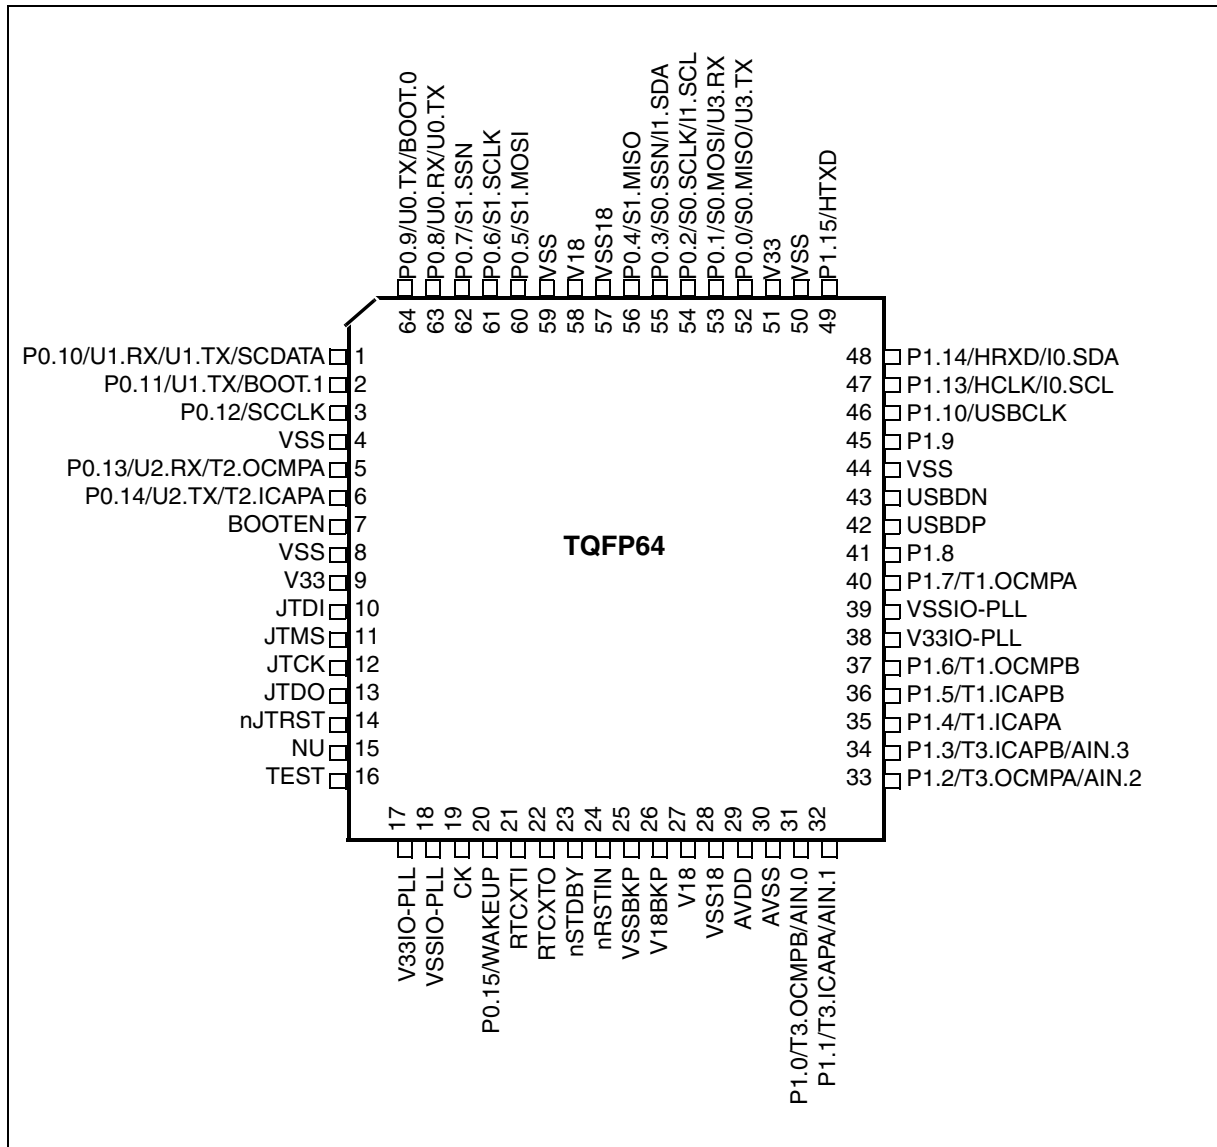 P0.9/U0.TX/BOOT.0
P0.8/U0.RX/U0.TX
P0.7/S1.SSN
P0.6/S1.SCLK
P0.5/S1.MOSI
VSS
V18
VSS18
P0.4/S1.MISO
P0.3/S0.SSN/I1.SDA
P0.2/S0.SCLK/I1.SCL
P0.1/S0.MOSI/U3.RX
P0.0/S0.MISO/U3.TX
V33
VSS
P1.15/HTXD
64
63
62
61
60
59
58
57
56
55
54
53
52
51
50
49
P0.10/U1.RX/U1.TX/SCDATA 1
P0.11/U1.TX/BOOT.1 2
P0.12/SCCLK 3
VSS 4
P0.13/U2.RX/T2.OCMPA 5
P0.14/U2.TX/T2.ICAPA 6
BOOTEN 7
VSS 8
V33 9
JTDI 10
JTMS 11
JTCK 12
JTDO 13
nJTRST 14
NU 15
TEST 16
TQFP64
48 P1.14/HRXD/I0.SDA
47 P1.13/HCLK/I0.SCL
46 P1.10/USBCLK
45 P1.9
44 VSS
43 USBDN
42 USBDP
41 P1.8
40 P1.7/T1.OCMPA
39 VSSIO-PLL
38 V33IO-PLL
37 P1.6/T1.OCMPB
36 P1.5/T1.ICAPB
35 P1.4/T1.ICAPA
34 P1.3/T3.ICAPB/AIN.3
33 P1.2/T3.OCMPA/AIN.2
17
18
19
20
21
22
23
24
25
26
27
28
29
30
31
32
V33IO-PLL
VSSIO-PLL
CK
P0.15/WAKEUP
RTCXTI
RTCXTO
nSTDBY
nRSTIN
VSSBKP
V18BKP
V18
VSS18
AVDD
AVSS
P1.0/T3.OCMPB/AIN.0
P1.1/T3.ICAPA/AIN.1